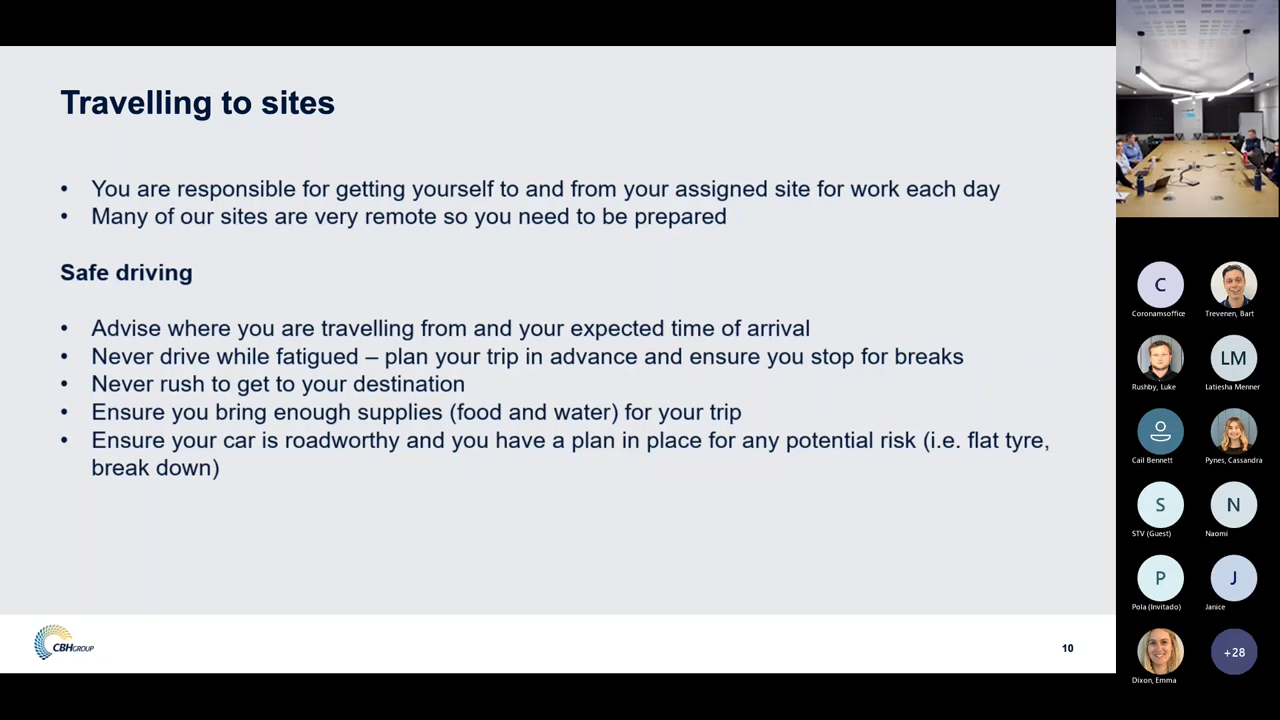 Travelling to sites
• You are responsible for getting yourself to and from your assigned site for work each day
• Many of our sites are very remote so you need to be prepared
Safe driving
• Advise where you are travelling from and your expected time of arrival
• Never drive while fatigued – plan your trip in advance and ensure you stop for breaks
• Never rush to get to your destination
• Ensure you bring enough supplies (food and water) for your trip
• Ensure your car is roadworthy and you have a plan in place for any potential risk (i.e. flat tyre,
break down)
CBHGROUP
10
C
Coronamsoffice
Trevenen, Bart
Rushby, Luke
LM
Latiesha Menner
Cail Bennett
Pynes, Cassandra
S
STV (Guest)
N
Naomi
P
Pola (Invitado)
J
Janice
Dixon, Emma
+28